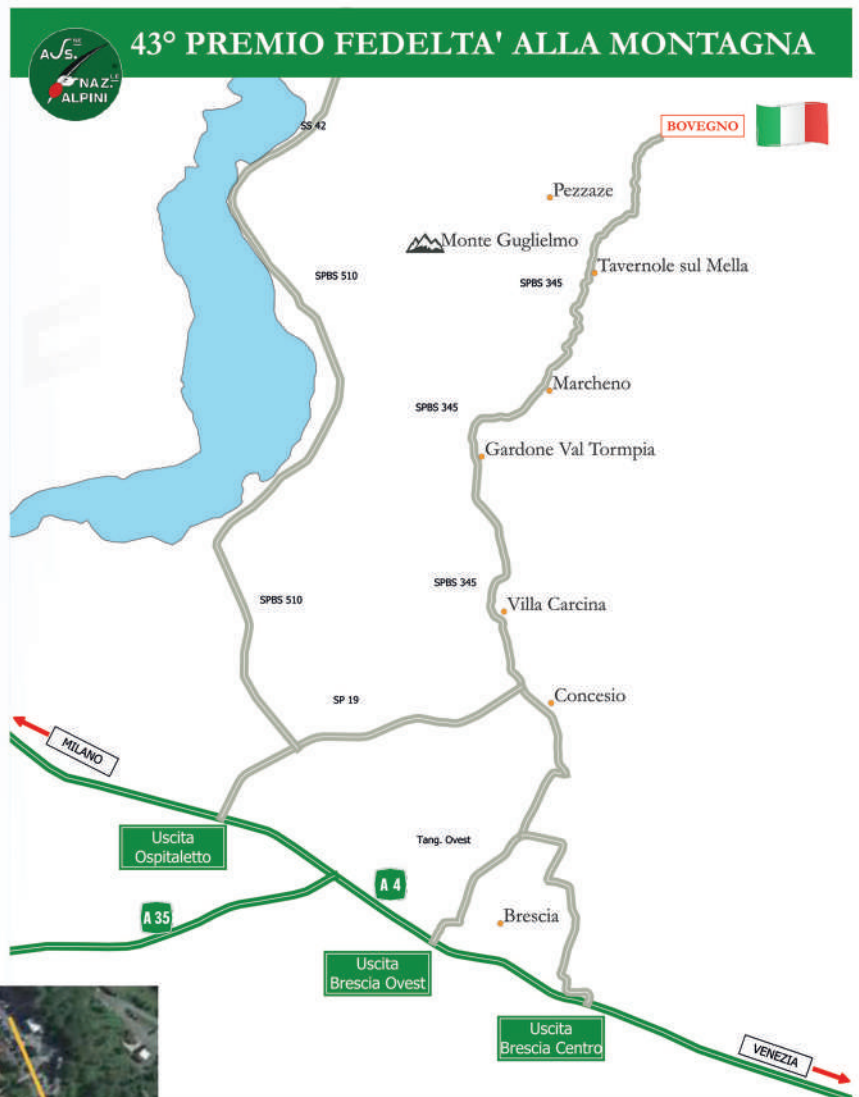 43° PREMIO FEDELTA' ALLA MONTAGNA
ASS.NE
NAZ.LE
ALPINI
SS 42
BOVEGNO
Pezzaze
Monte Guglielmo
Tavernole sul Mella
SPBS 510
SPBS 345
Marcheno
SPBS 345
Gardone Val Tormpia
SPBS 345
SPBS 510
Villa Carcina
Concesio
SP 19
MILANO
Uscita
Ospitaletto
Tang. Ovest
A 4
A 35
Brescia
Uscita
Brescia Ovest
Uscita
Brescia Centro
VENEZIA